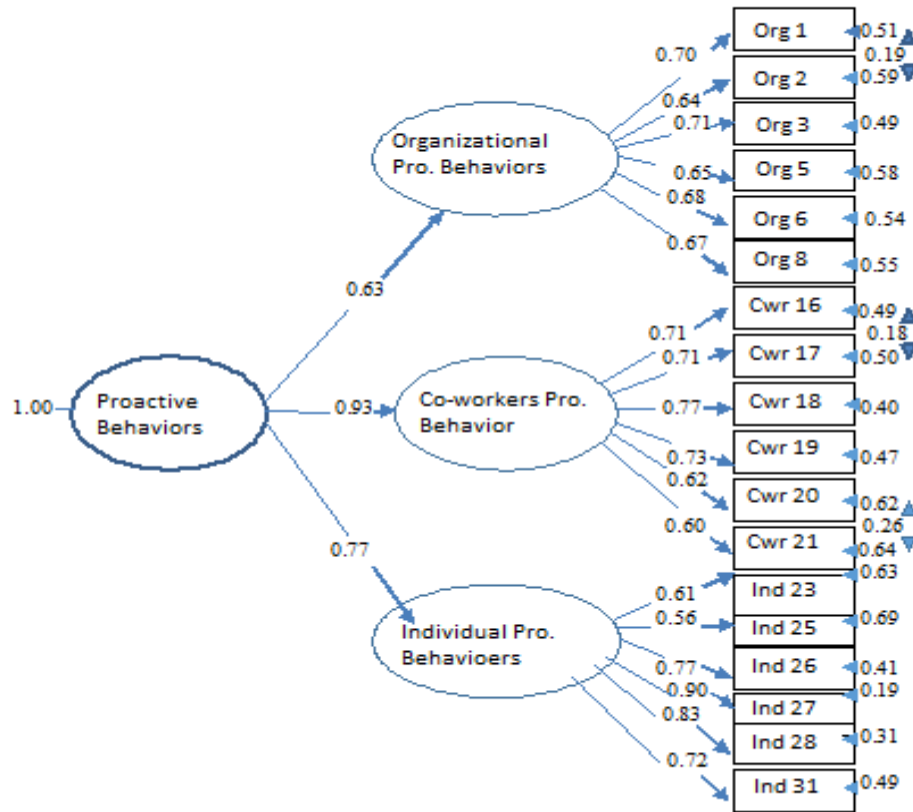 Org 1
0.51
0.19
0.70
Org 2
0.59
0.64
Organizational
Pro. Behaviors
0.71
Org 3
0.49
0.65
Org 5
0.58
0.68
Org 6
0.54
0.67
Org 8
0.55
0.63
Cwr 16
0.49
0.18
0.71
Cwr 17
0.50
0.71
1.00
Proactive
Behaviors
0.93
Co-workers Pro.
Behavior
0.77
Cwr 18
0.40
0.73
Cwr 19
0.47
0.62
Cwr 20
0.62
0.26
0.60
Cwr 21
0.64
0.77
0.63
0.61
Ind 23
0.56
Ind 25
0.69
Individual Pro.
Behavioers
0.77
Ind 26
0.41
0.19
0.90
Ind 27
0.83
Ind 28
0.31
0.72
Ind 31
0.49